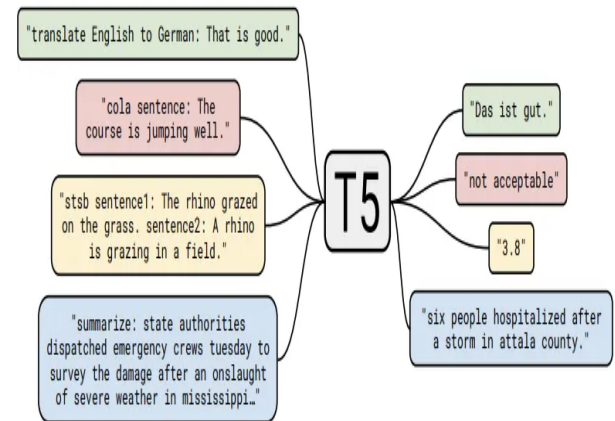 "translate English to German: That is good."
"cola sentence: The
course is jumping well."
"stsb sentence1: The rhino grazed
on the grass. sentence2: A rhino
is grazing in a field."
"summarize: state authorities
dispatched emergency crews tuesday to
survey the damage after an onslaught
of severe weather in mississippi…"
T5
"Das ist gut."
"not acceptable"
"3.8"
"six people hospitalized after
a storm in attala county."